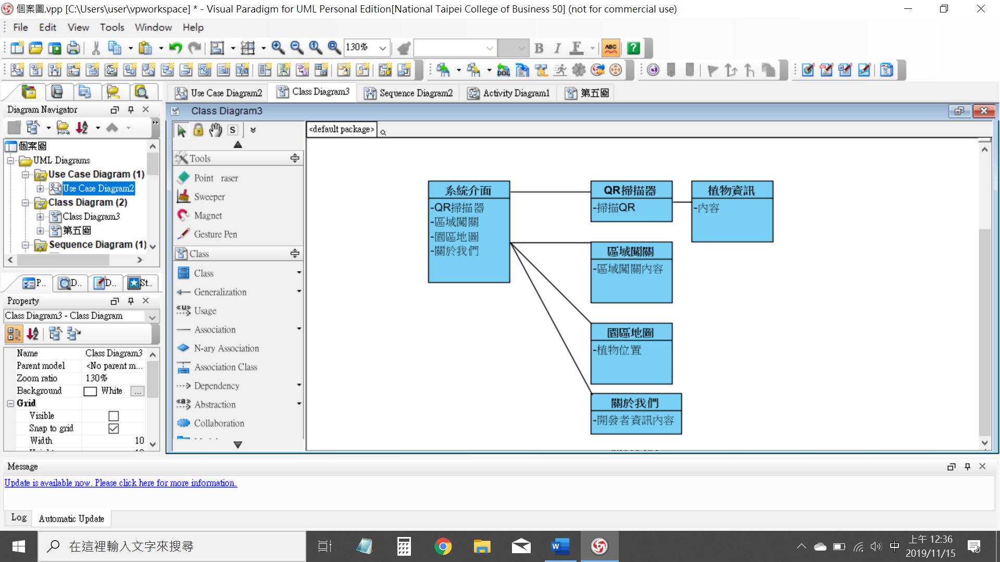 個案圖.vpp [C:\Users\user\vpworkspace] * - Visual Paradigm for UML Personal Edition[National Taipei College of Business 50] (not for commercial use)
File Edit View Tools Window Help
130%
B I F ABC ?
DDL
Use Case Diagram2 Class Diagram3 Sequence Diagram2 Activity Diagram1 第五圖
Diagram Navigator
個案圖
UML Diagrams
Use Case Diagram (1)
Use Case Diagram2
Class Diagram (2)
Class Diagram3
第五圖
Sequence Diagram (1)
P.. D.. D.. St..
Property
Class Diagram3 - Class Diagram
Name Class Diagram3
Parent model <No parent m...
Zoom ratio 130%
Background White ...
Grid
Visible
Snap to grid
Width 10
Class Diagram3
S
Tools
Point raser
Sweeper
Magnet
Gesture Pen
Class
Class
Generalization
Usage
Association
N-ary Association
Association Class
Dependency
Abstraction
Collaboration
<default package>
系統介面
-QR掃描器
-區域闖關
-園區地圖
-關於我們
QR掃描器
-掃描QR
植物資訊
-內容
區域闖關
-區域闖關內容
園區地圖
-植物位置
關於我們
-開發者資訊內容
Message
Update is available now. Please click here for more information.
Log Automatic Update
在這裡輸入文字來搜尋
中
上午 12:36
2019/11/15